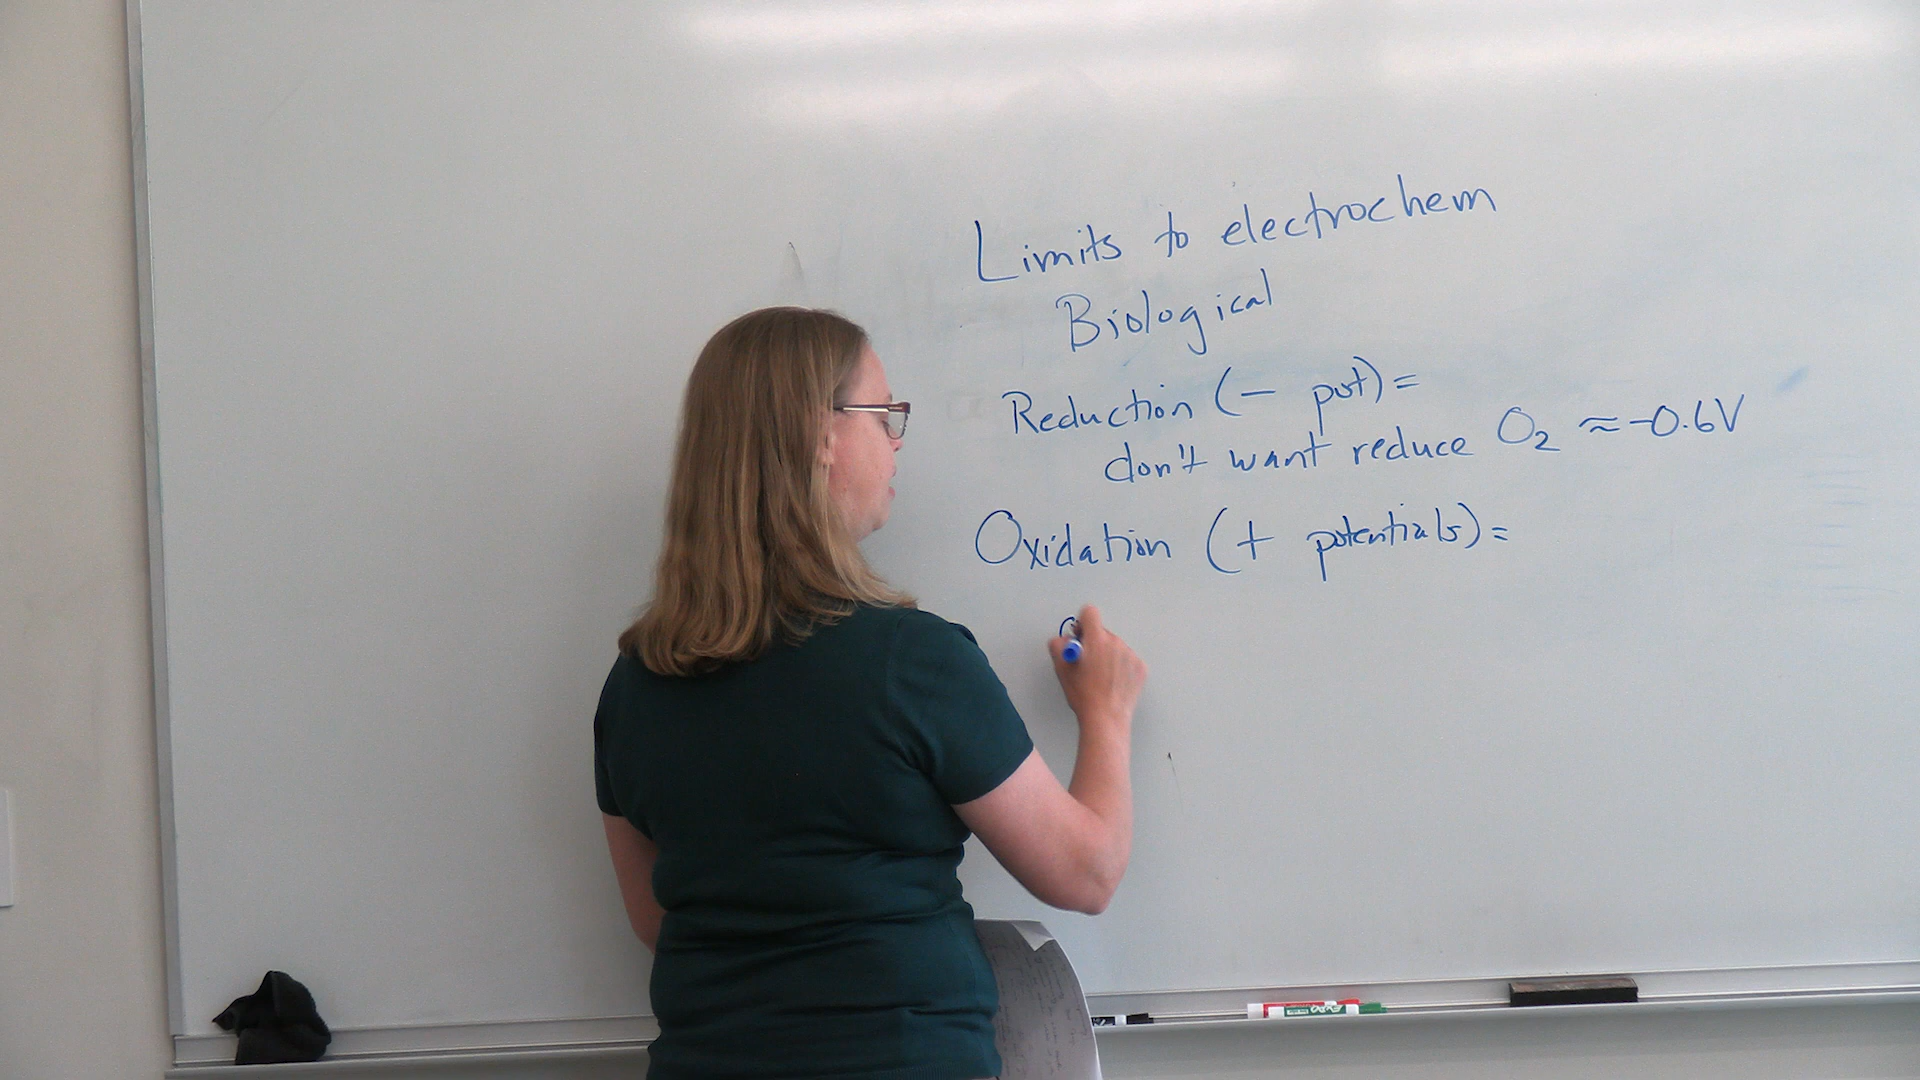 Limits to electrochem
Biological
Reduction (- pot) =
don't want reduce O₂ ≈ -0.6V
Oxidation (+ potentials) =